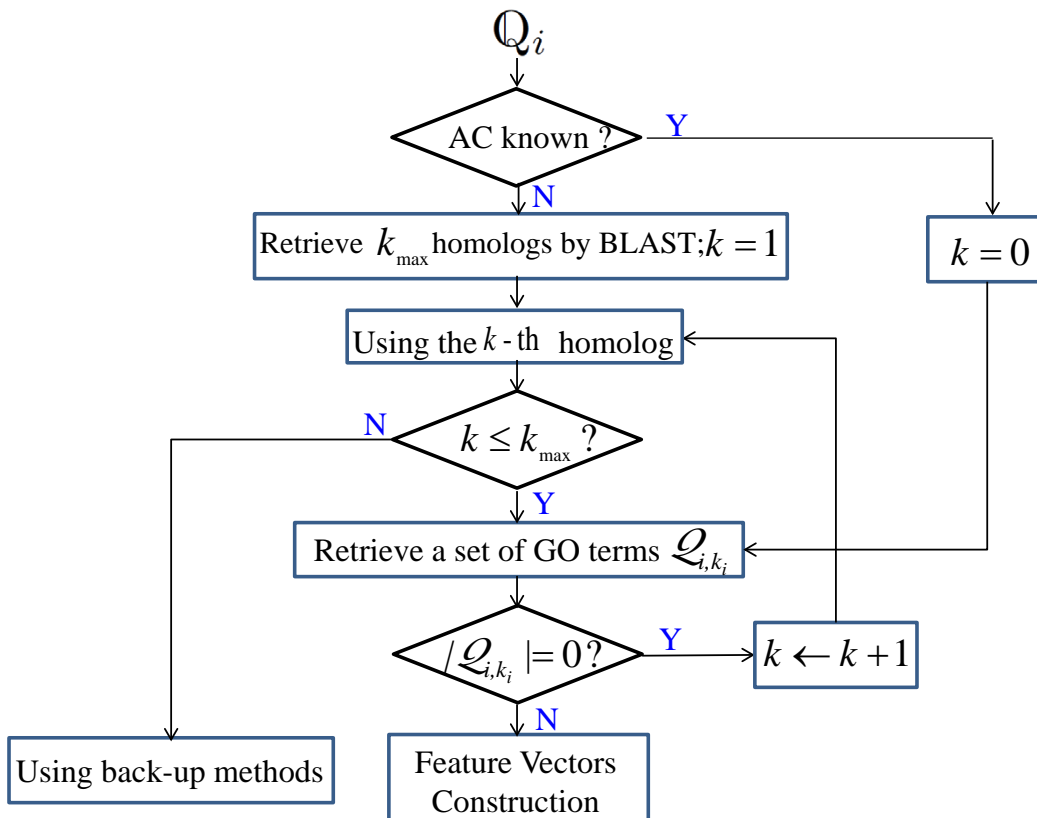 ℚᵢ
AC known ?
Y
N
Retrieve k_max homologs by BLAST;k = 1
k = 0
Using the k - th homolog
N
k ≤ k_max ?
Y
Retrieve a set of GO terms 𝒬_{i,k_i}
|𝒬_{i,k_i}|=0?
Y
k ← k + 1
N
Using back-up methods
Feature Vectors
Construction